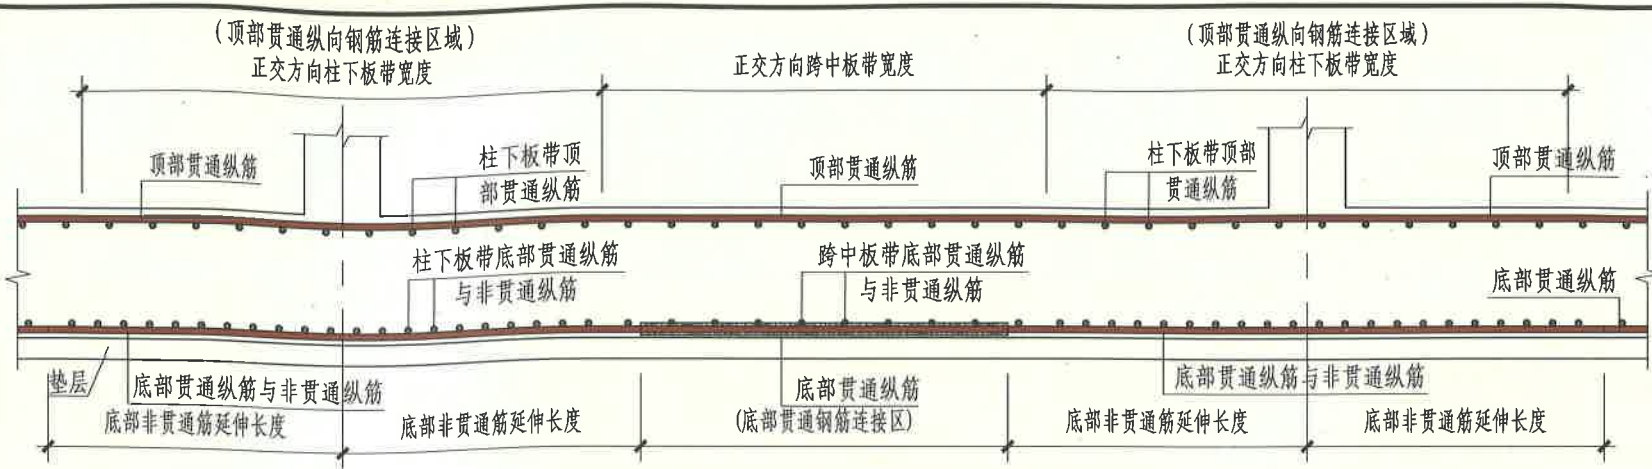 (顶部贯通纵向钢筋连接区域)
正交方向柱下板带宽度
正交方向跨中板带宽度
(顶部贯通纵向钢筋连接区域)
正交方向柱下板带宽度
顶部贯通纵筋
柱下板带顶
部贯通纵筋
顶部贯通纵筋
柱下板带顶部
贯通纵筋
顶部贯通纵筋
柱下板带底部贯通纵筋
与非贯通纵筋
跨中板带底部贯通纵筋
与非贯通纵筋
底部贯通纵筋
垫层
底部贯通纵筋与非贯通纵筋
底部贯通纵筋
(底部贯通钢筋连接区)
底部贯通纵筋与非贯通纵筋
底部非贯通筋延伸长度
底部非贯通筋延伸长度
底部非贯通筋延伸长度
底部非贯通筋延伸长度